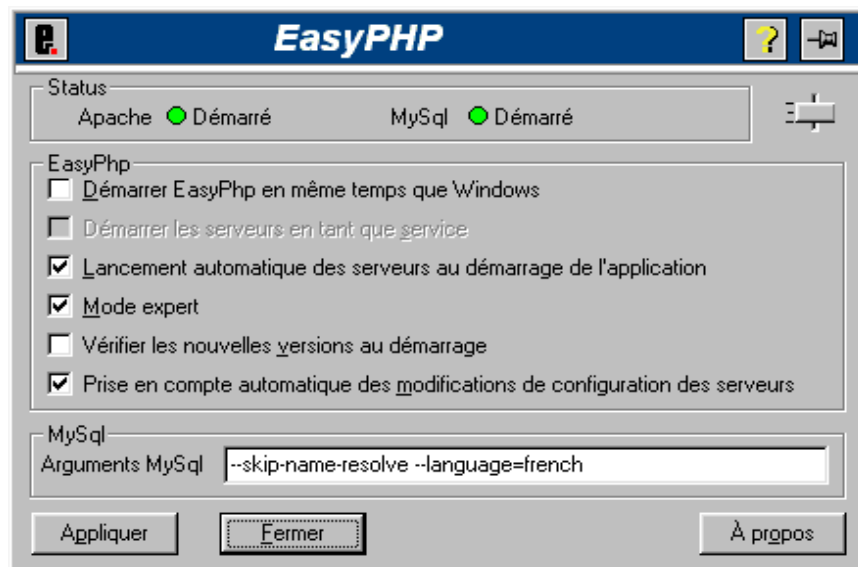 e.
EasyPHP
?
Status
Apache Démarré MySql Démarré
EasyPhp
Démarrer EasyPhp en même temps que Windows
Démarrer les serveurs en tant que service
Lancement automatique des serveurs au démarrage de l'application
Mode expert
Vérifier les nouvelles versions au démarrage
Prise en compte automatique des modifications de configuration des serveurs
MySql
Arguments MySql --skip-name-resolve --language=french
Appliquer Fermer À propos